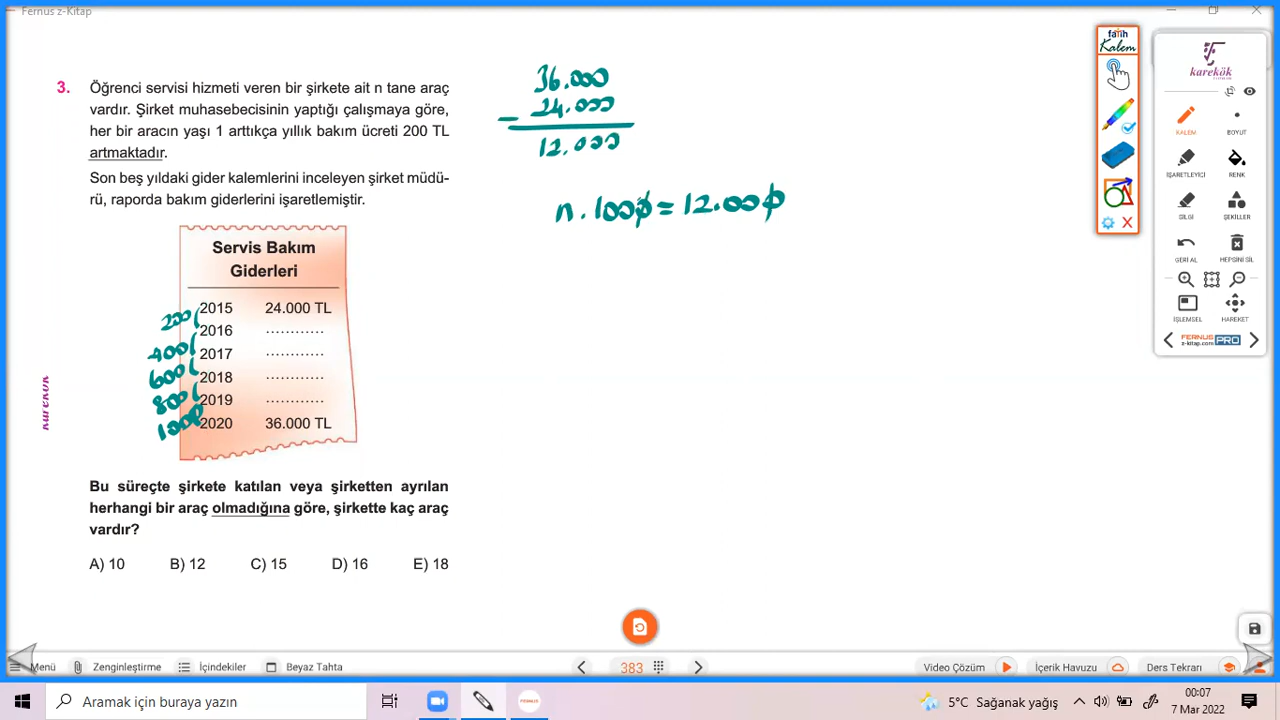 Fernus z-Kitap
3. Öğrenci servisi hizmeti veren bir şirkete ait n tane araç
vardır. Şirket muhasebecisinin yaptığı çalışmaya göre,
her bir aracın yaşı 1 arttıkça yıllık bakım ücreti 200 TL
artmaktadır.
Son beş yıldaki gider kalemlerini inceleyen şirket müdü-
rü, raporda bakım giderlerini işaretlemiştir.
Servis Bakım
Giderleri
2015 24.000 TL
200 2016 ............
400 2017 ............
600 2018 ............
800 2019 ............
1000 2020 36.000 TL
karekök
Bu süreçte şirkete katılan veya şirketten ayrılan
herhangi bir araç olmadığına göre, şirkette kaç araç
vardır?
A) 10 B) 12 C) 15 D) 16 E) 18
36.000
- 24.000
12.000
n . 1000 = 12.000
fatih
Kalem
karekök
KALEM BOYUT
İŞARETLEYİCİ RENK
SİLGİ ŞEKİLLER
GERİ AL HEPSİNİ SİL
İŞLEMSEL HAREKET
FERNUS
z-kitap.com PRO
Menü Zenginleştirme İçindekiler Beyaz Tahta 383 Video Çözüm İçerik Havuzu Ders Tekrarı
Aramak için buraya yazın FERNUS 5°C Sağanak yağış 00:07
7 Mar 2022